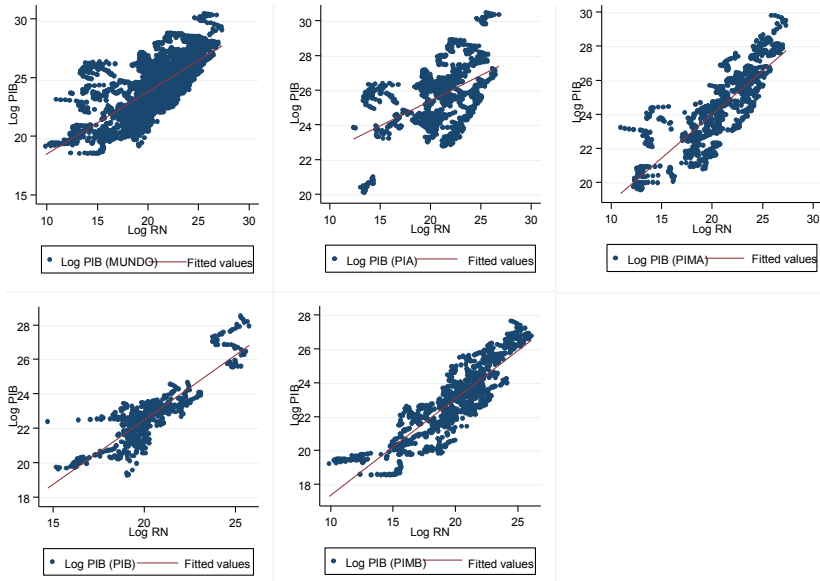 30
25
20
15
Log PIB
10 15 20 25 30
Log RN
Log PIB (MUNDO) Fitted values
30
28
26
24
22
20
Log PIB
10 15 20 25 30
Log RN
Log PIB (PIA) Fitted values
30
28
26
24
22
20
Log PIB
10 15 20 25 30
Log RN
Log PIB (PIMA) Fitted values
28
26
24
22
20
18
Log PIB
15 20 25
Log RN
Log PIB (PIB) Fitted values
28
26
24
22
20
18
Log PIB
10 15 20 25
Log RN
Log PIB (PIMB) Fitted values